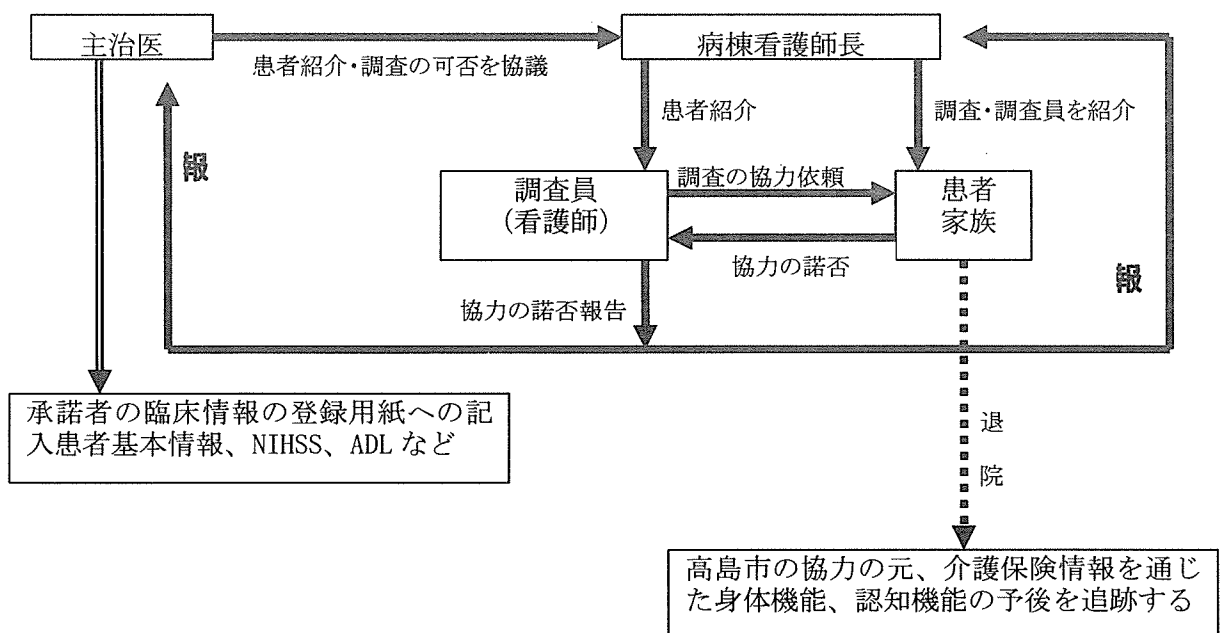 主治医
病棟看護師長
患者紹介・調査の可否を協議
患者紹介
調査・調査員を紹介
調査員
(看護師)
調査の協力依頼
患者
家族
協力の諾否
協力の諾否報告
承諾者の臨床情報の登録用紙への記
入患者基本情報、NIHSS、ADLなど
退
院
高島市の協力の元、介護保険情報を通じ
た身体機能、認知機能の予後を追跡する